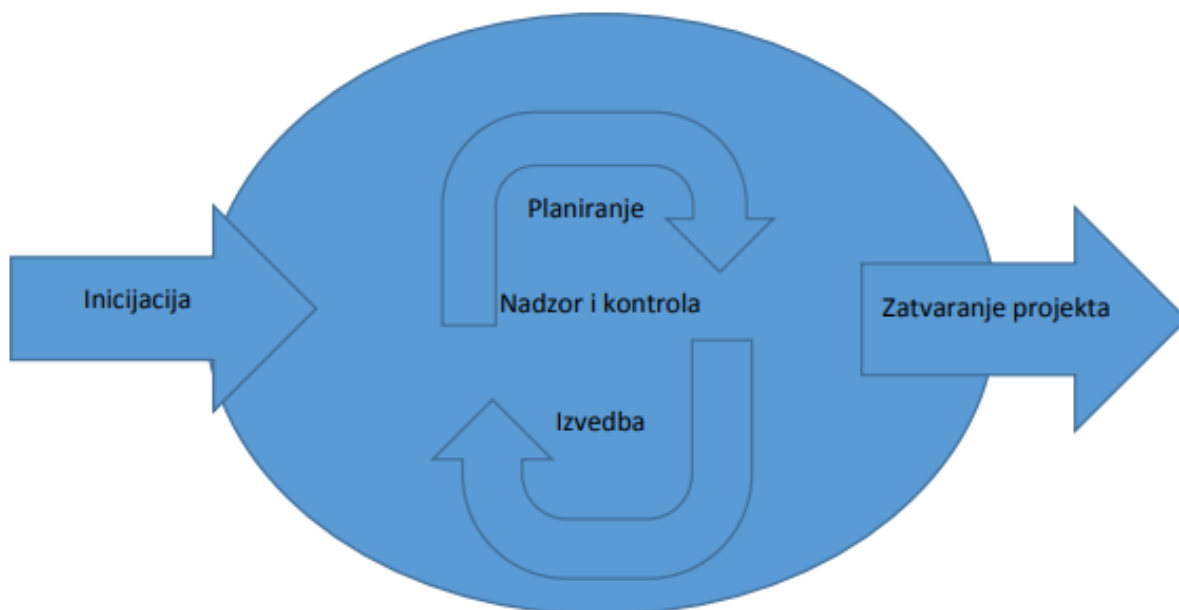 Planiranje
Inicijacija
Nadzor i kontrola
Zatvaranje projekta
Izvedba